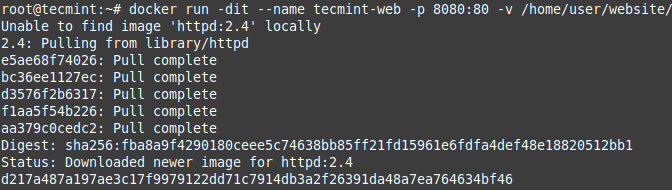 root@tecmint:~# docker run -dit --name tecmint-web -p 8080:80 -v /home/user/website/
Unable to find image 'httpd:2.4' locally
2.4: Pulling from library/httpd
e5ae68f74026: Pull complete
bc36ee1127ec: Pull complete
d3576f2b6317: Pull complete
f1aa5f54b226: Pull complete
aa379c0cedc2: Pull complete
Digest: sha256:fba8a9f4290180ceee5c74638bb85ff21fd15961e6fdfa4def48e18820512bb1
Status: Downloaded newer image for httpd:2.4
d217a487a197ae3c17f9979122dd71c7914db3a2f26391da48a7ea764634bf46